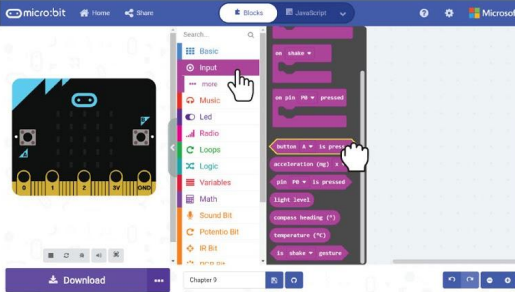 micro:bit
Home
Share
Blocks
JavaScript
Microsoft
Search...
Basic
Input
more
Music
Led
Radio
Loops
Logic
Variables
Math
Sound Bit
Potentio Bit
IR Bit
on shake
on pin P0 pressed
button A is press
acceleration (mg) x
pin P0 is pressed
light level
compass heading (°)
temperature (°C)
is shake gesture
0 1 2 3V GND
Download
Chapter 9